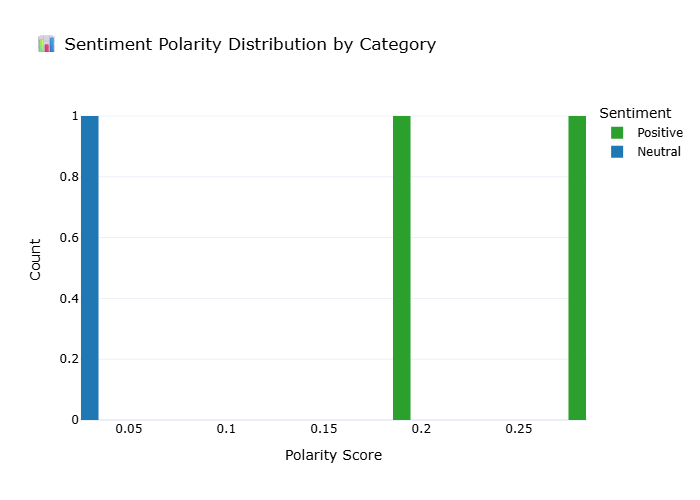 📊 Sentiment Polarity Distribution by Category
Sentiment
Positive
Neutral
Count
1
0.8
0.6
0.4
0.2
0
0.05 0.1 0.15 0.2 0.25
Polarity Score